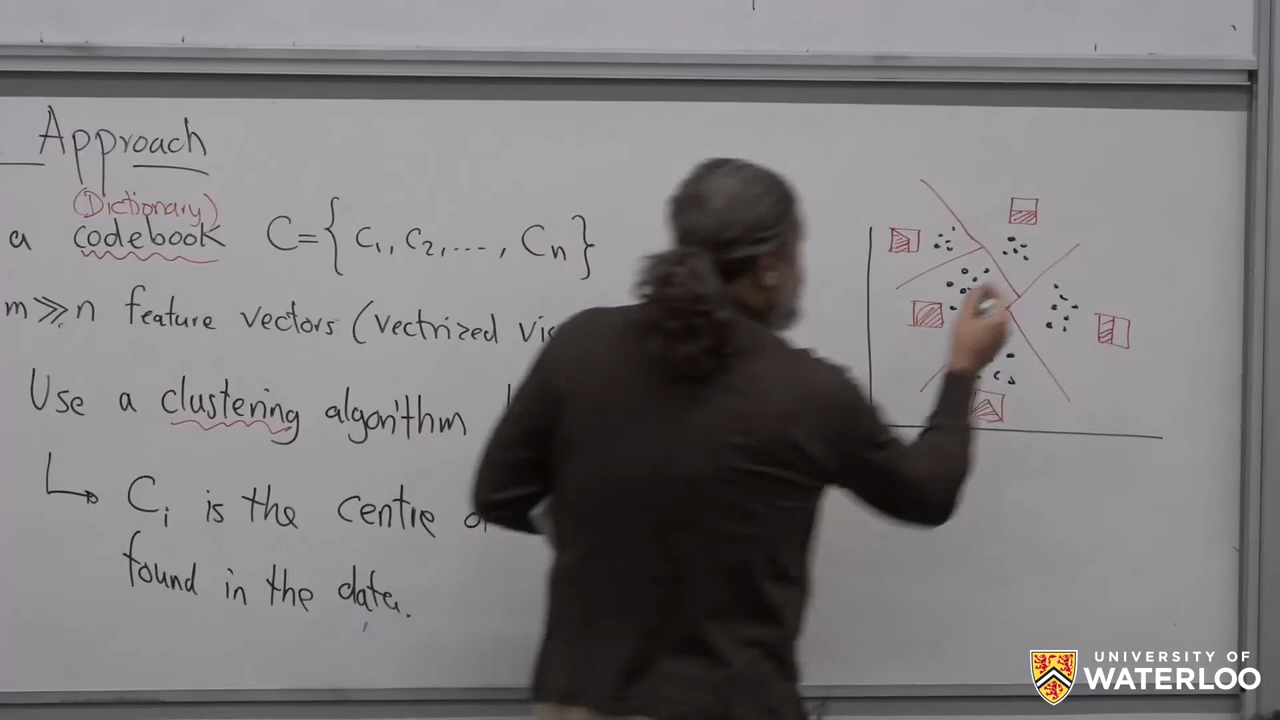 Approach
(Dictionary)
a codebook C={C1, C2, ..., Cn}
m≫n feature vectors (vectrized
Use a clustering algorithm
↳ Ci is the centre
found in the data.
UNIVERSITY OF
WATERLOO